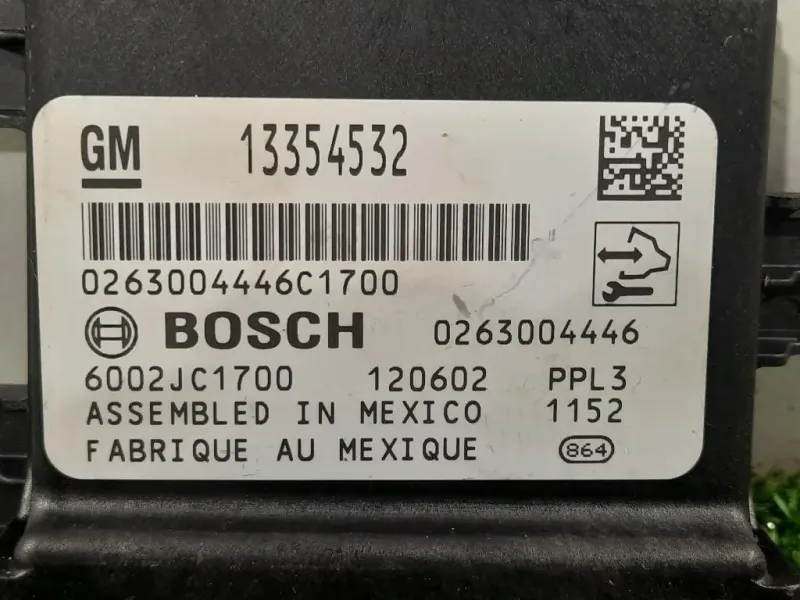 GM 13354532
0263004446C1700
BOSCH 0263004446
6002JC1700 120602 PPL3
ASSEMBLED IN MEXICO 1152
FABRIQUE AU MEXIQUE 864